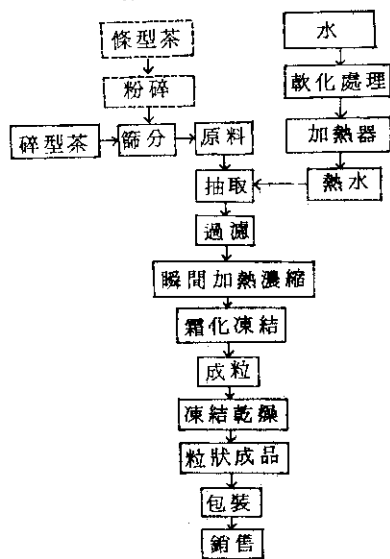 條型茶
水
粉碎
軟化處理
碎型茶
篩分
原料
加熱器
抽取
熱水
過濾
瞬間加熱濃縮
霜化凍結
成粒
凍結乾燥
粒狀成品
包裝
銷售